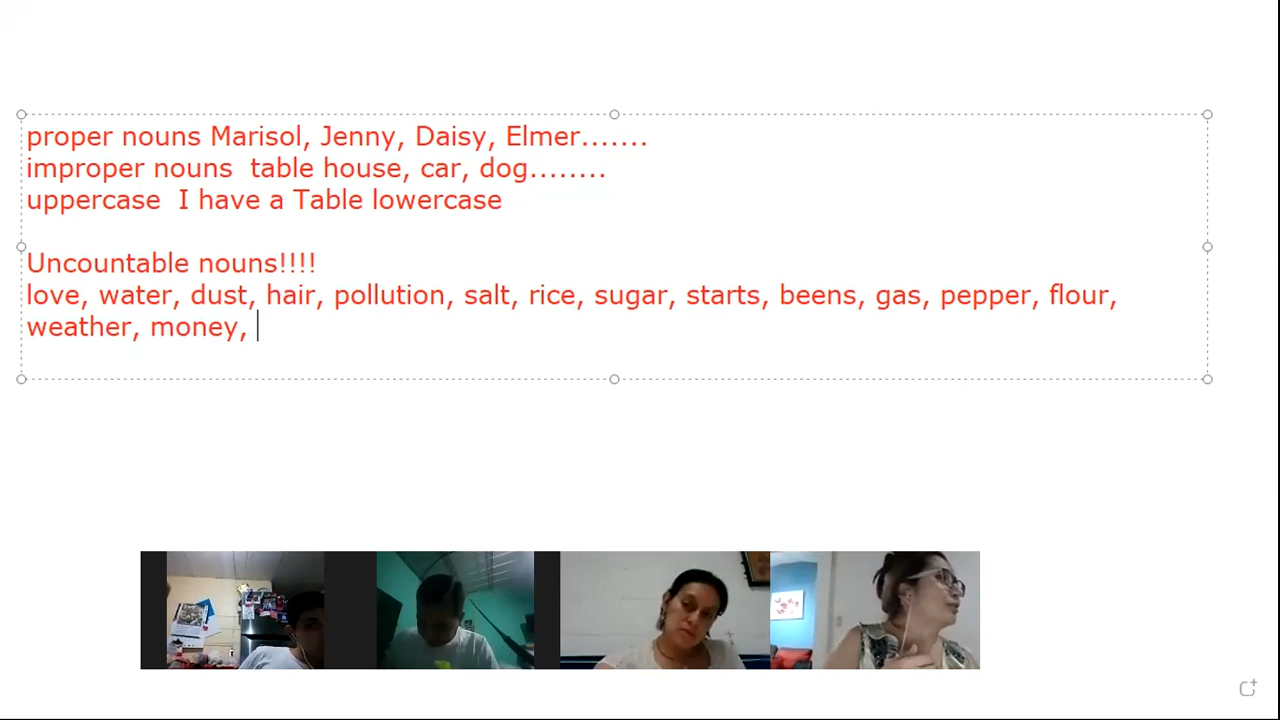 proper nouns Marisol, Jenny, Daisy, Elmer.......
improper nouns  table house, car, dog........
uppercase  I have a Table lowercase
Uncountable nouns!!!!
love, water, dust, hair, pollution, salt, rice, sugar, starts, beens, gas, pepper, flour,
weather, money,